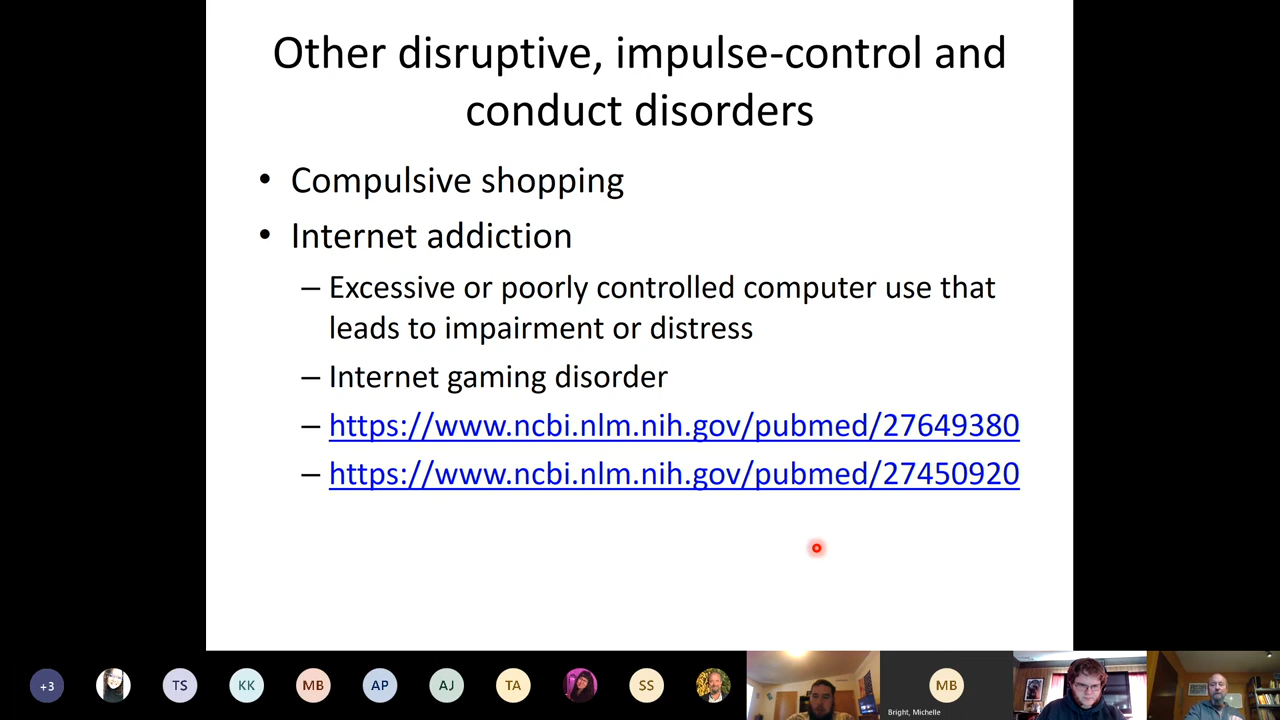 Other disruptive, impulse-control and
conduct disorders
• Compulsive shopping
• Internet addiction
– Excessive or poorly controlled computer use that
leads to impairment or distress
– Internet gaming disorder
– https://www.ncbi.nlm.nih.gov/pubmed/27649380
– https://www.ncbi.nlm.nih.gov/pubmed/27450920
+3 TS KK MB AP AJ TA SS MB
Bright, Michelle